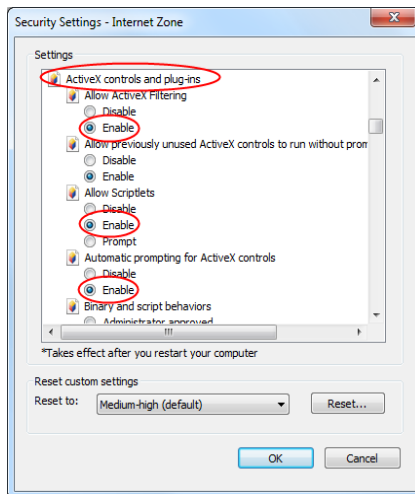 Security Settings - Internet Zone
Settings
ActiveX controls and plug-ins
Allow ActiveX Filtering
Disable
Enable
Allow previously unused ActiveX controls to run without prom
Disable
Enable
Allow Scriptlets
Disable
Enable
Prompt
Automatic prompting for ActiveX controls
Disable
Enable
Binary and script behaviors
Administrator approved
*Takes effect after you restart your computer
Reset custom settings
Reset to:
Medium-high (default)
Reset...
OK
Cancel